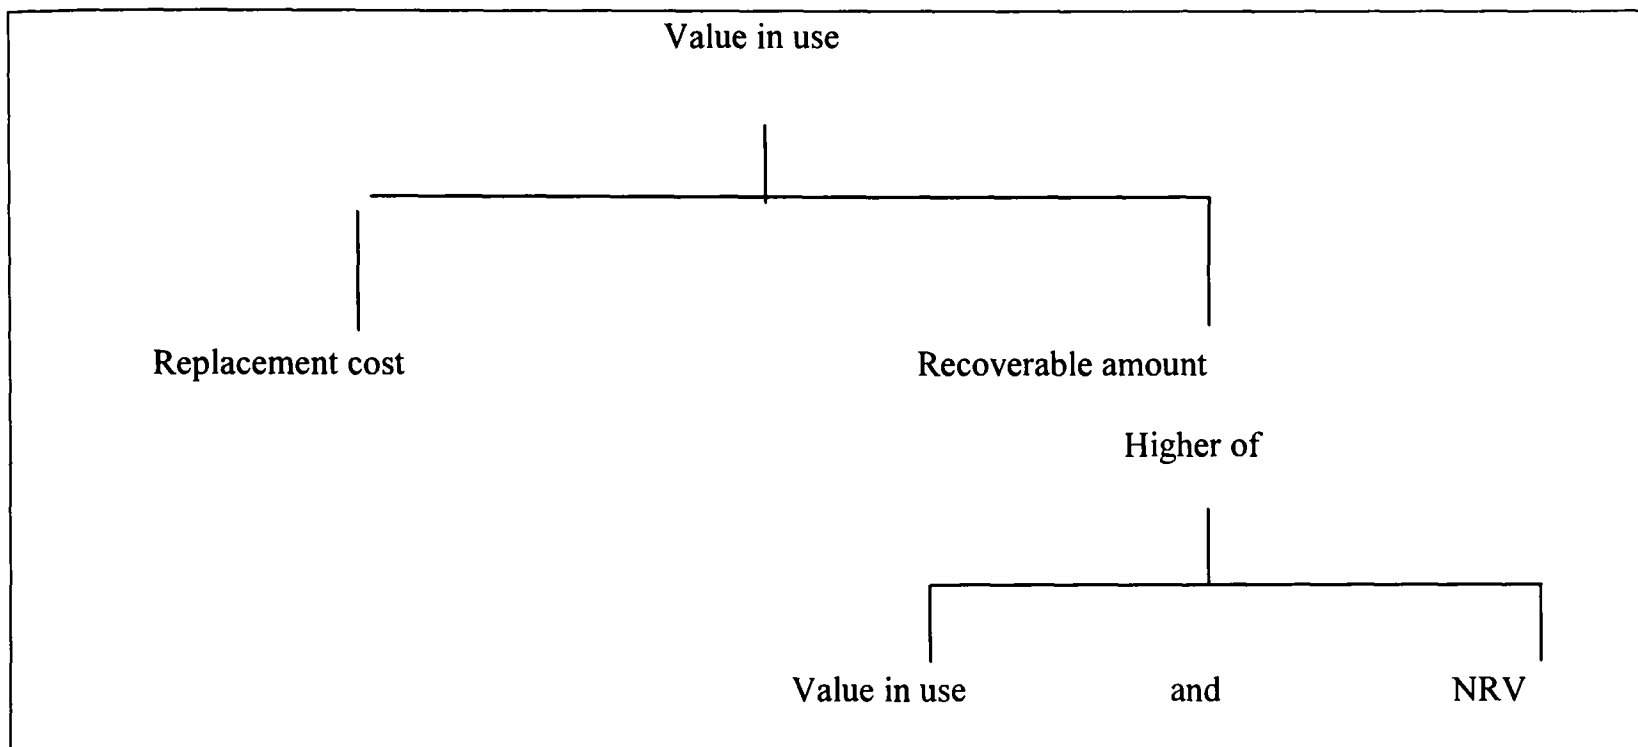 Value in use
Replacement cost
Recoverable amount
Higher of
Value in use and NRV